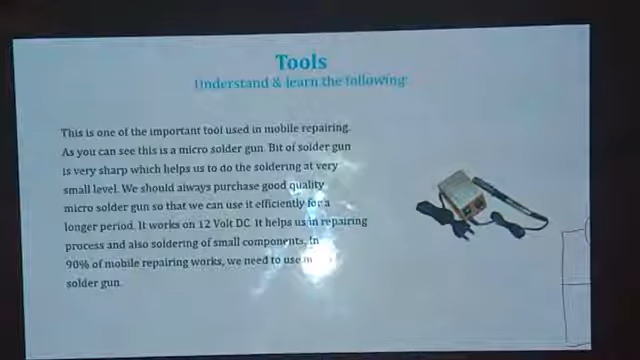 Tools
Understand & learn the following:
This is one of the important tool used in mobile repairing.
As you can see this is a micro solder gun. Bit of solder gun
is very sharp which helps us to do the soldering at very
small level. We should always purchase good quality
micro solder gun so that we can use it efficiently for a
longer period. It works on 12 Volt DC. It helps us in repairing
process and also soldering of small components. In
90% of mobile repairing works, we need to use
solder gun.